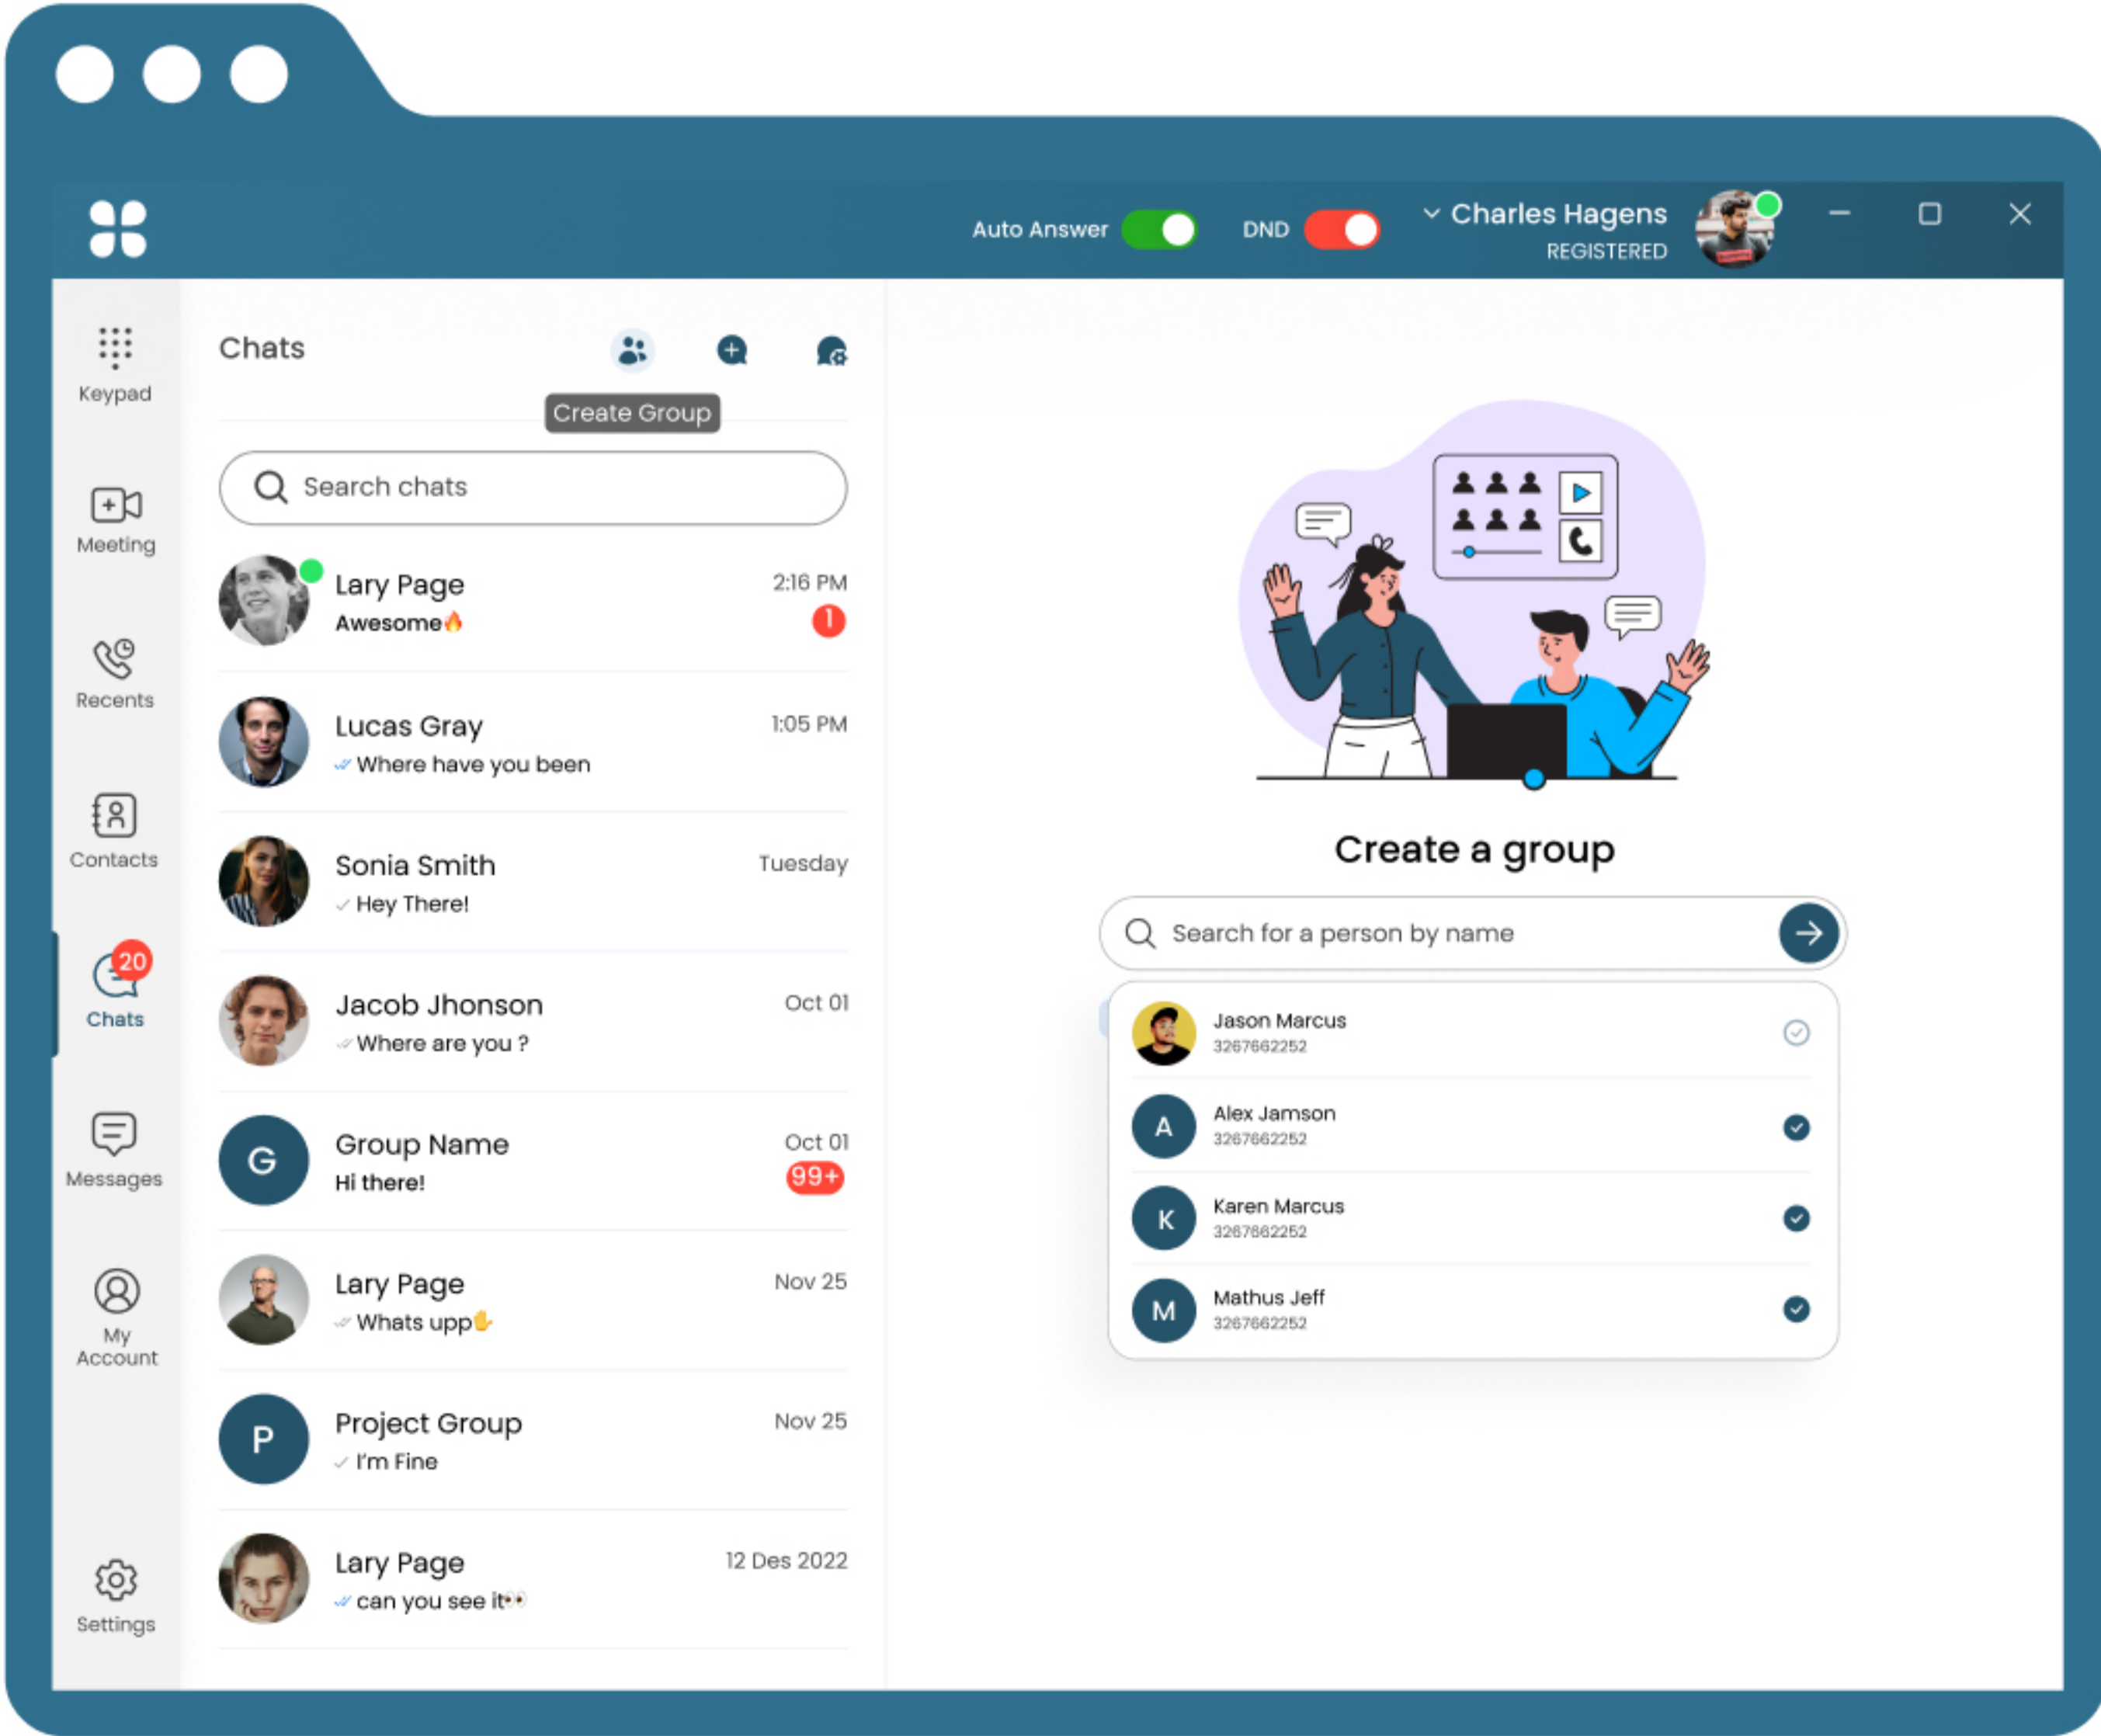 Auto Answer
DND
Charles Hagens
REGISTERED
Keypad
Meeting
Recents
Contacts
20
Chats
Messages
My
Account
Settings
Chats
Create Group
Search chats
Lary Page
2:16 PM
Awesome🔥
1
Lucas Gray
1:05 PM
Where have you been
Sonia Smith
Tuesday
Hey There!
Jacob Jhonson
Oct 01
Where are you ?
G
Group Name
Oct 01
Hi there!
99+
Lary Page
Nov 25
Whats upp✋
P
Project Group
Nov 25
I'm Fine
Lary Page
12 Des 2022
can you see it👀
Create a group
Search for a person by name
Jason Marcus
3267662252
A
Alex Jamson
3267662252
K
Karen Marcus
3267662252
M
Mathus Jeff
3267662252